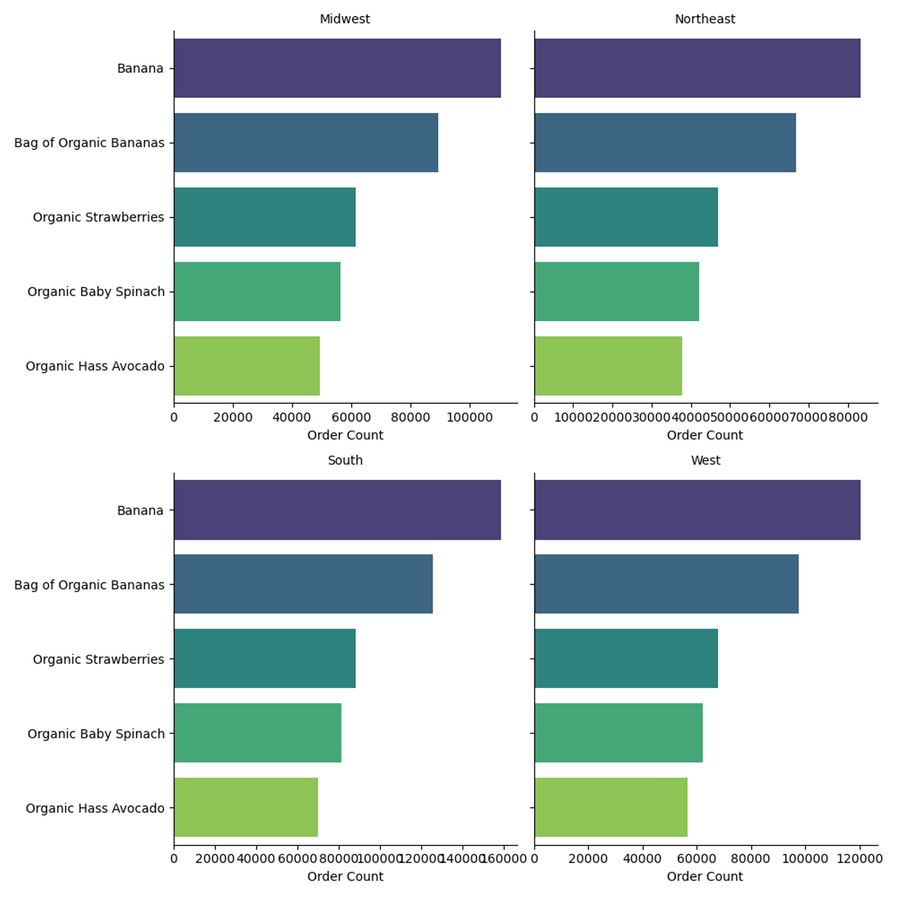 Midwest
Northeast
Banana
Bag of Organic Bananas
Organic Strawberries
Organic Baby Spinach
Organic Hass Avocado
0 20000 40000 60000 80000 100000
0 10000 20000 30000 40000 50000 60000 70000 80000
Order Count
Order Count
South
West
Banana
Bag of Organic Bananas
Organic Strawberries
Organic Baby Spinach
Organic Hass Avocado
0 20000 40000 60000 80000 100000 120000 140000 160000
0 20000 40000 60000 80000 100000 120000
Order Count
Order Count